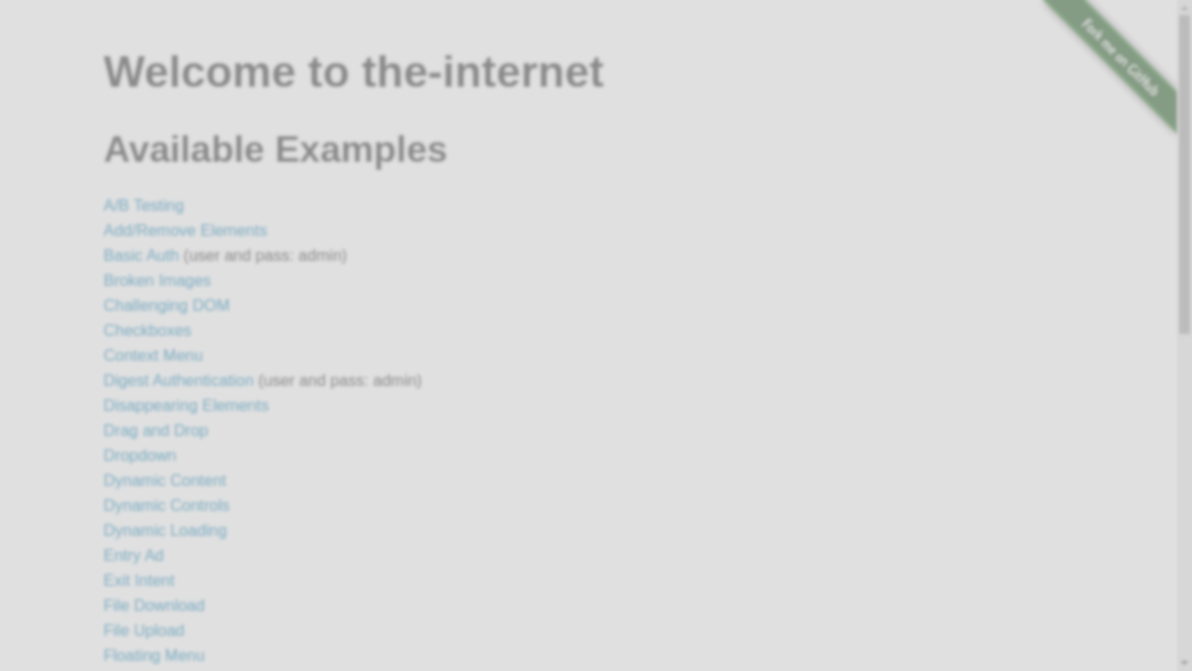 Fork me on GitHub
Welcome to the-internet
Available Examples
A/B Testing
Add/Remove Elements
Basic Auth (user and pass: admin)
Broken Images
Challenging DOM
Checkboxes
Context Menu
Digest Authentication (user and pass: admin)
Disappearing Elements
Drag and Drop
Dropdown
Dynamic Content
Dynamic Controls
Dynamic Loading
Entry Ad
Exit Intent
File Download
File Upload
Floating Menu